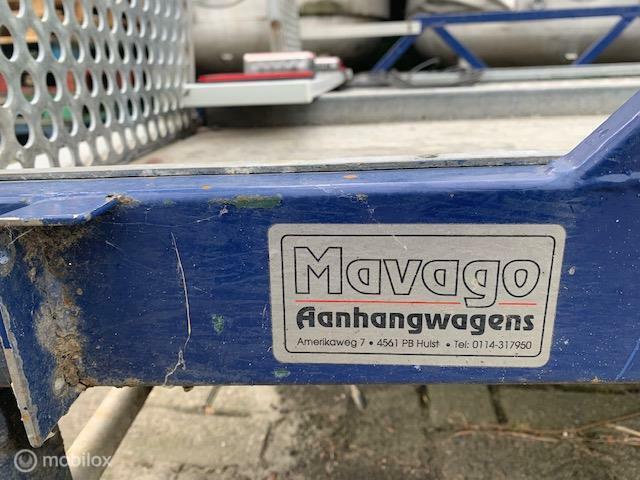 Mavago
Aanhangwagens
Amerikaweg 7 • 4561 PB Hulst • Tel: 0114-317950
mobilox